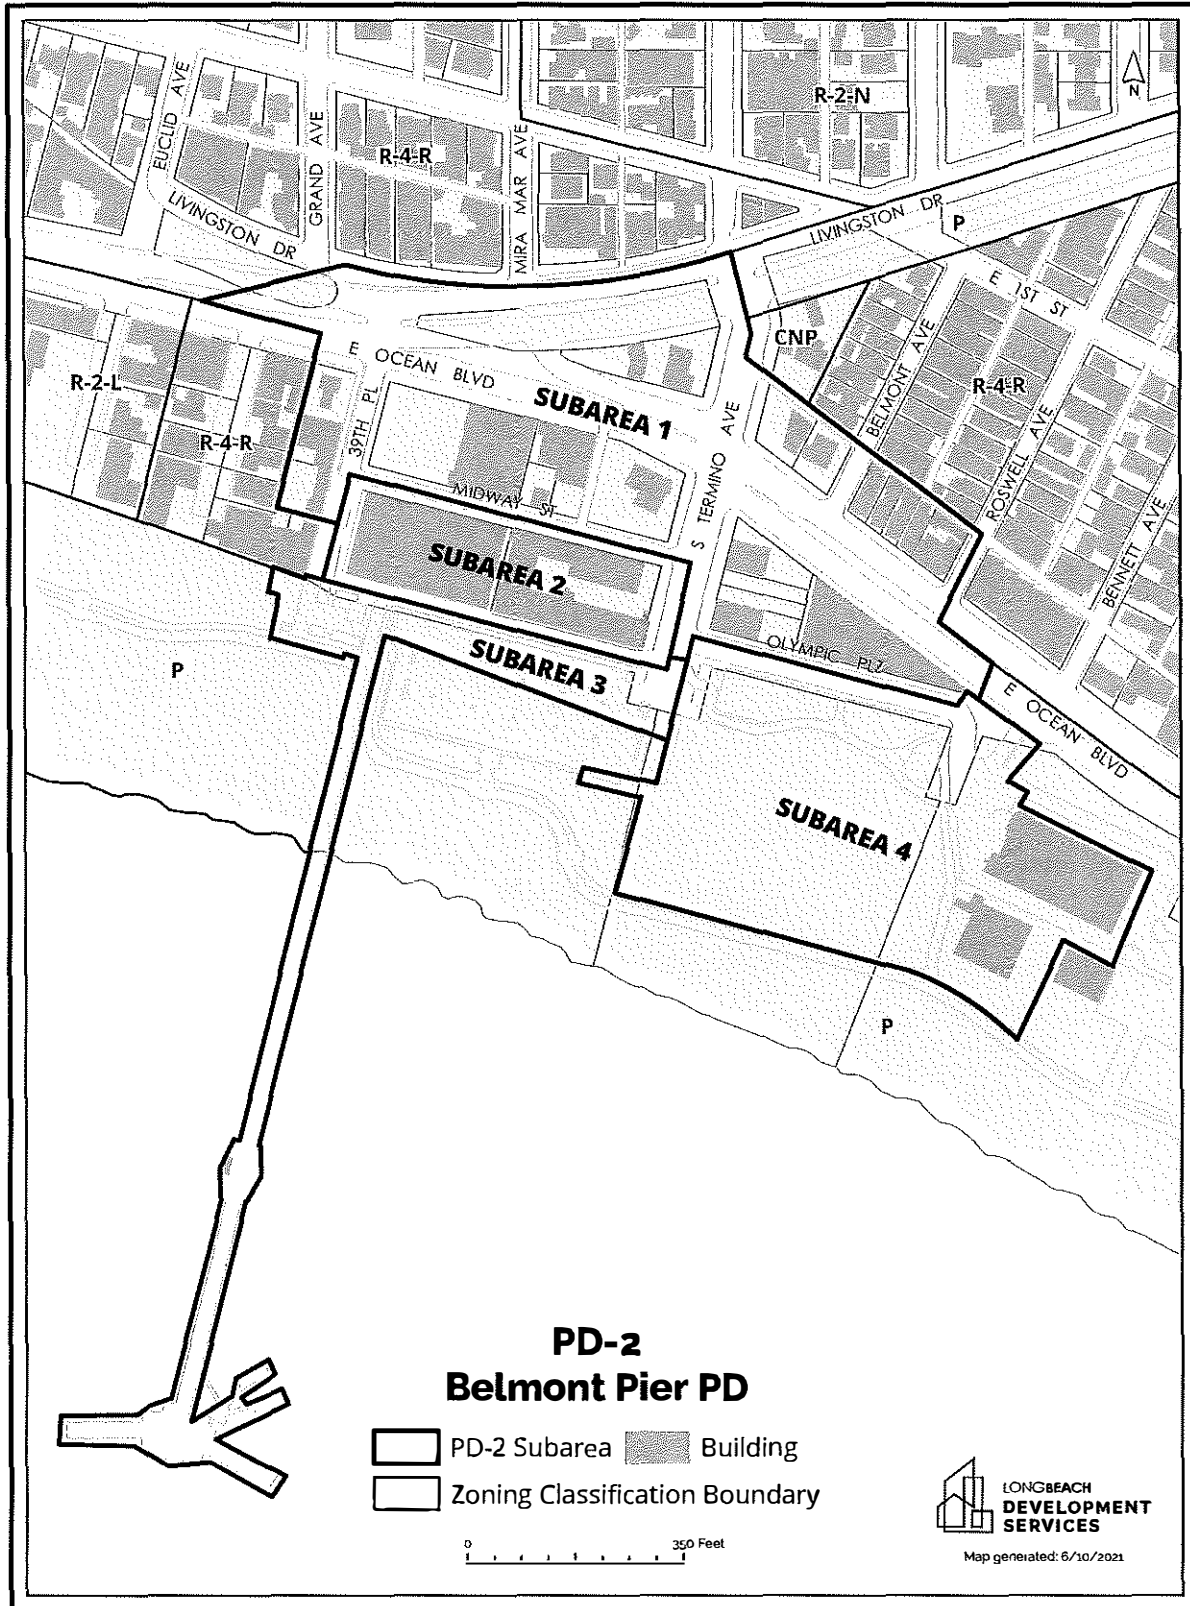 EUCLID AVE
GRAND AVE
R-4-R
MIRA MAR AVE
R-2-N
N
LIVINGSTON DR
LIVINGSTON DR
P
E 1ST ST
CNP
R-2-L
R-4-R
E OCEAN BLVD
39TH PL
SUBAREA 1
S TERMINO AVE
BELMONT AVE
R-4-R
ROSWELL AVE
BENNETT AVE
MIDWAY ST
SUBAREA 2
SUBAREA 3
OLYMPIC PLZ
E OCEAN BLVD
P
SUBAREA 4
P
PD-2
Belmont Pier PD
PD-2 Subarea
Building
Zoning Classification Boundary
0
350 Feet
LONGBEACH
DEVELOPMENT
SERVICES
Map generated: 6/10/2021